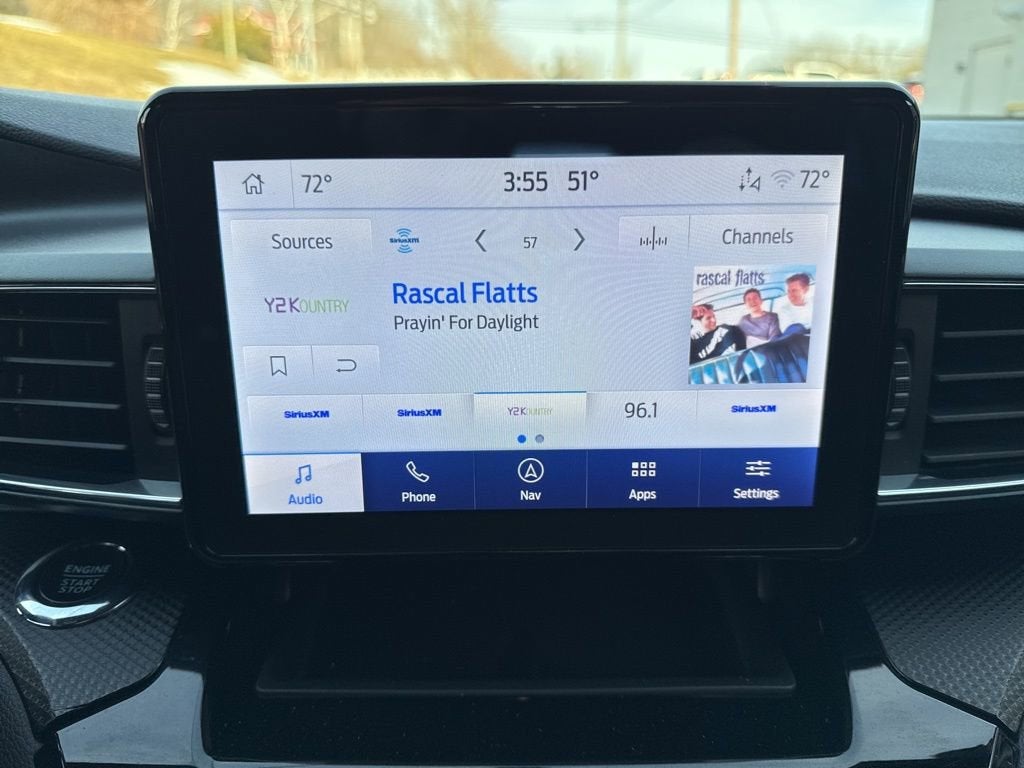 72°
3:55 51°
72°
Sources
SiriusXM
57
Channels
Y2KOUNTRY
Rascal Flatts
Prayin' For Daylight
rascal flatts
SiriusXM
SiriusXM
Y2KOUNTRY
96.1
SiriusXM
Audio
Phone
Nav
Apps
Settings
ENGINE
START
STOP